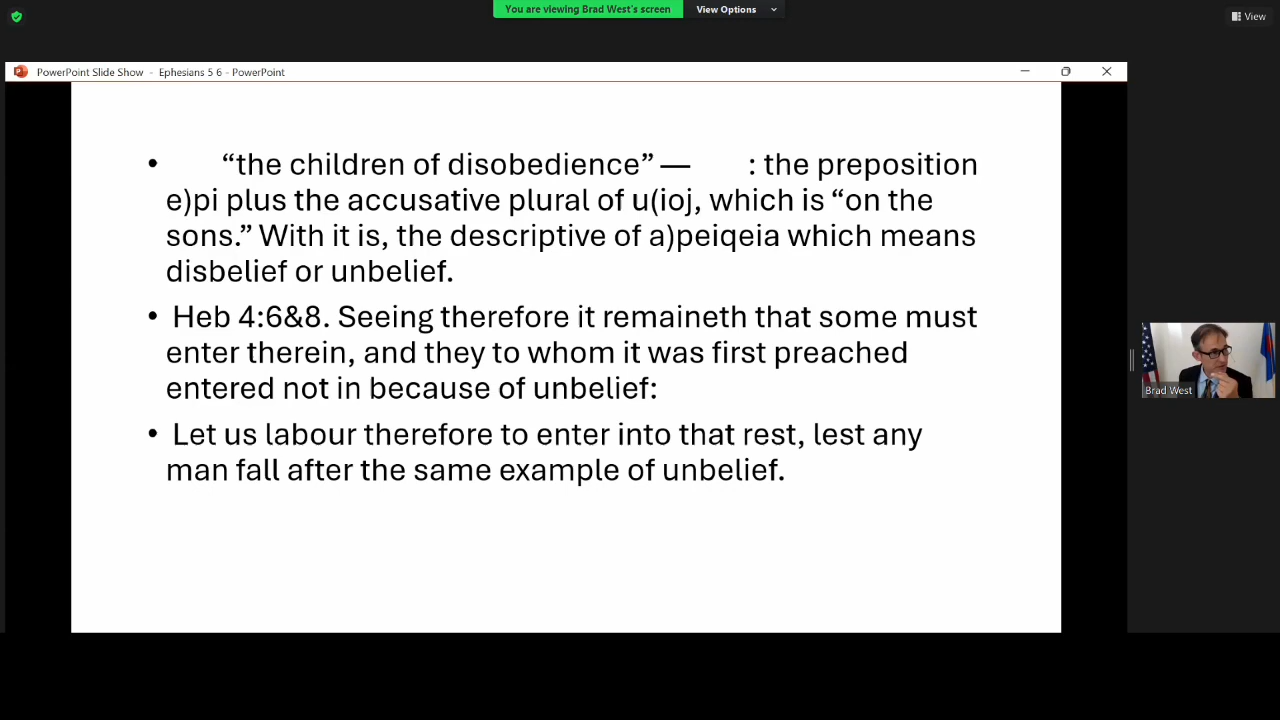 You are viewing Brad West's screen
View Options
View
PowerPoint Slide Show - Ephesians 5 6 - PowerPoint
• “the children of disobedience” — : the preposition
e)pi plus the accusative plural of u(ioj, which is “on the
sons.” With it is, the descriptive of a)peiqeia which means
disbelief or unbelief.
• Heb 4:6&8. Seeing therefore it remaineth that some must
enter therein, and they to whom it was first preached
entered not in because of unbelief:
• Let us labour therefore to enter into that rest, lest any
man fall after the same example of unbelief.
Brad West